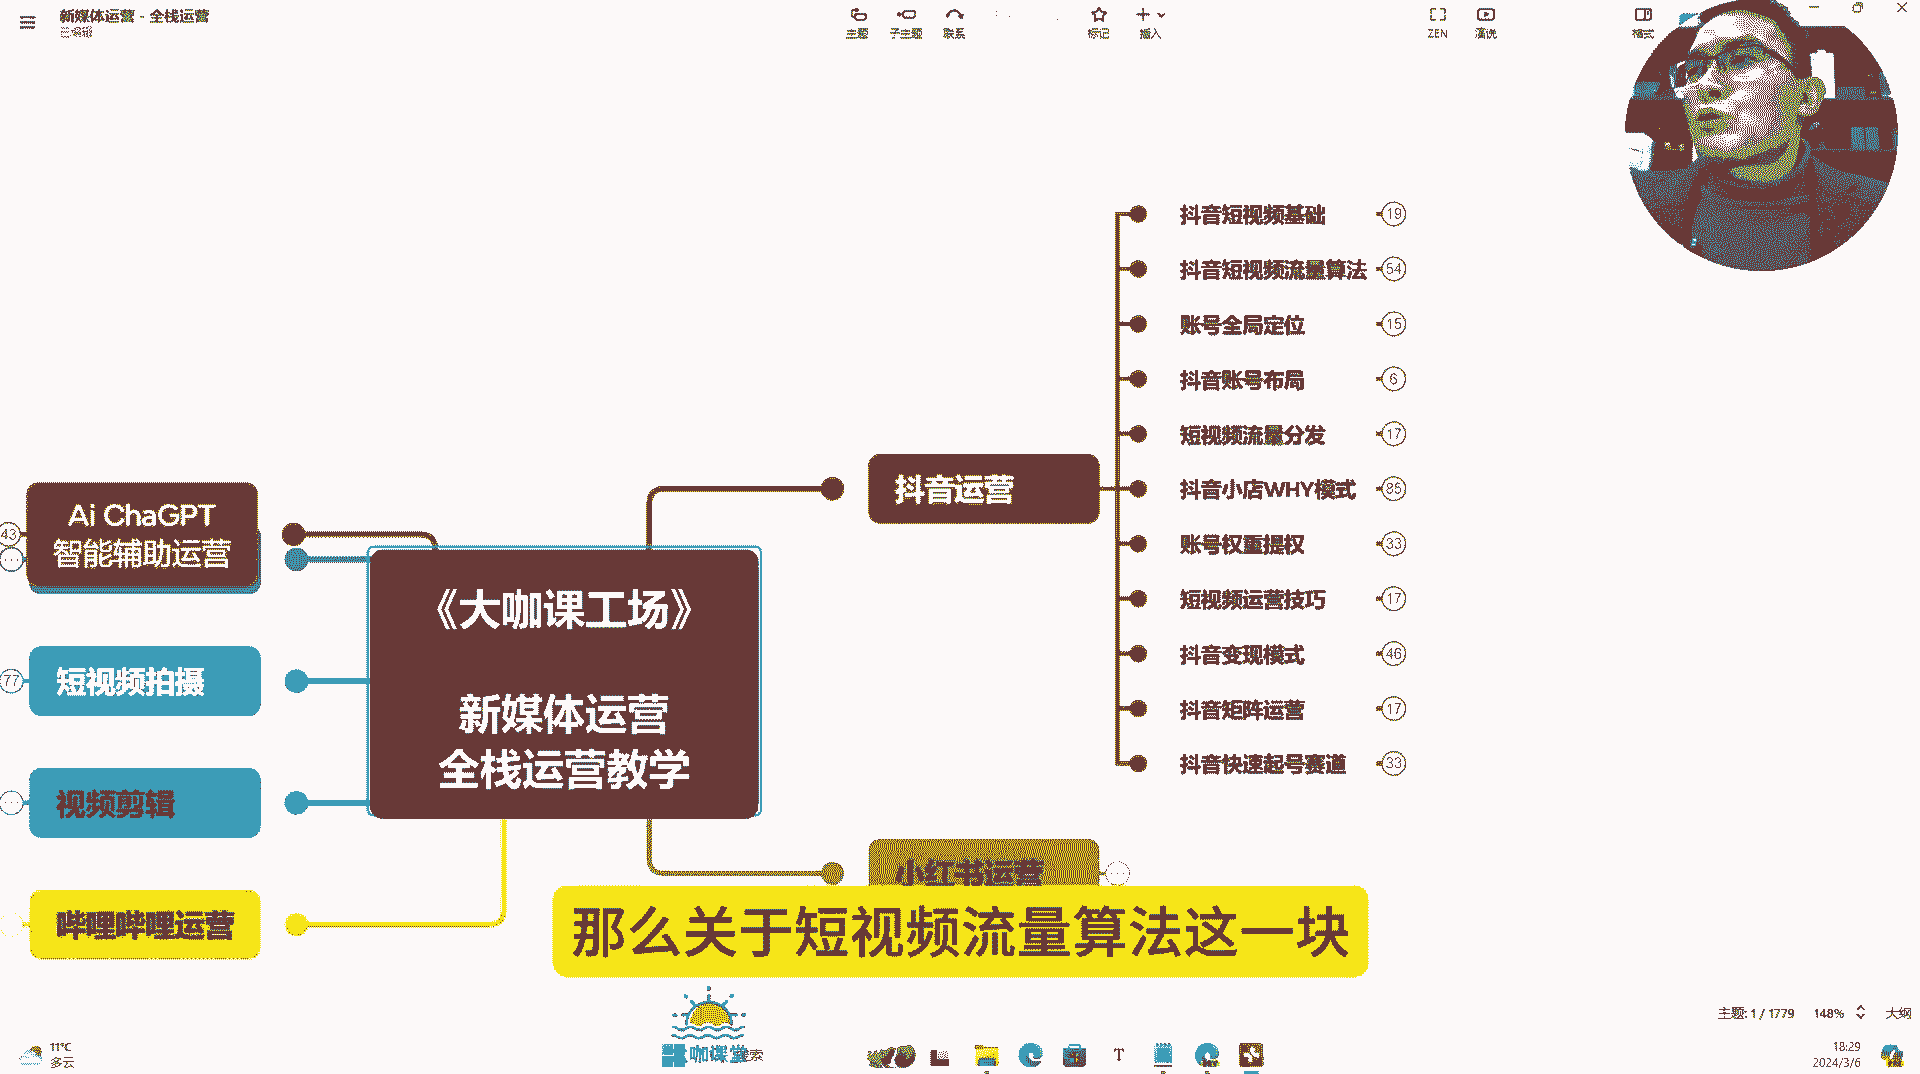 新媒体运营 - 全栈运营
已编辑
主题
子主题
联系
标记
插入
ZEN
演说
格式
抖音短视频基础
19
抖音短视频流量算法
54
账号全局定位
15
抖音账号布局
6
短视频流量分发
17
抖音运营
抖音小店WHY模式
85
账号权重提权
33
短视频运营技巧
17
抖音变现模式
46
抖音矩阵运营
17
抖音快速起号赛道
33
Ai ChaGPT
智能辅助运营
43
短视频拍摄
77
视频剪辑
哔哩哔哩运营
《大咖课工场》
新媒体运营
全栈运营教学
小红书运营
那么关于短视频流量算法这一块
主题: 1 / 1779
148%
大纲
11°C
多云
咖课堂
18:29
2024/3/6